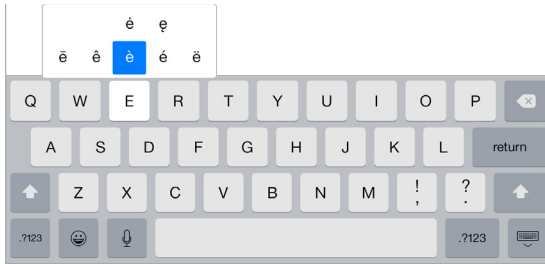 ė ę
ē ê è é ë
Q W E R T Y U I O P
A S D F G H J K L return
Z X C V B N M ! , ? .
.?123 .?123